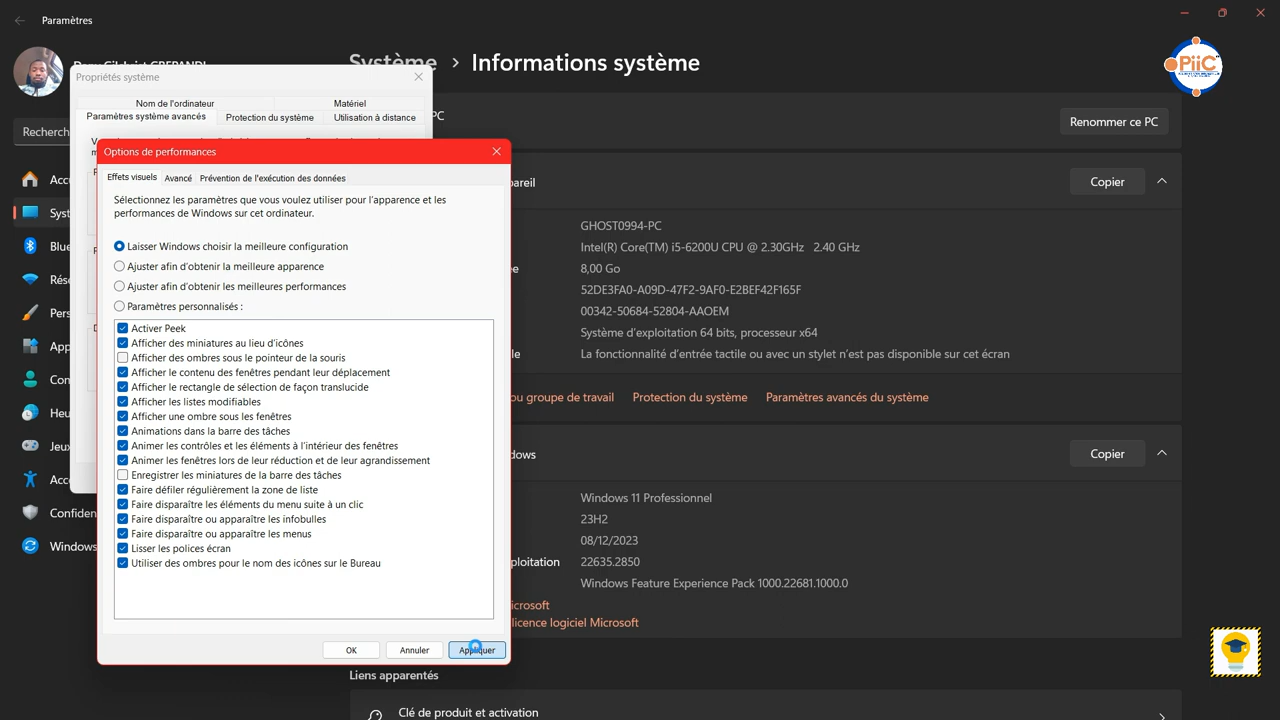 Paramètres
Système > Informations système
PiiC
Propriétés système
Nom de l'ordinateur
Matériel
Paramètres système avancés
Protection du système
Utilisation à distance
PC
Renommer ce PC
Recherch
Options de performances
Effets visuels
Avancé
Prévention de l'exécution des données
Sélectionnez les paramètres que vous voulez utiliser pour l'apparence et les
performances de Windows sur cet ordinateur.
Laisser Windows choisir la meilleure configuration
Ajuster afin d'obtenir la meilleure apparence
Ajuster afin d'obtenir les meilleures performances
Paramètres personnalisés :
Activer Peek
Afficher des miniatures au lieu d'icônes
Afficher des ombres sous le pointeur de la souris
Afficher le contenu des fenêtres pendant leur déplacement
Afficher le rectangle de sélection de façon translucide
Afficher les listes modifiables
Afficher une ombre sous les fenêtres
Animations dans la barre des tâches
Animer les contrôles et les éléments à l'intérieur des fenêtres
Animer les fenêtres lors de leur réduction et de leur agrandissement
Enregistrer les miniatures de la barre des tâches
Faire défiler régulièrement la zone de liste
Faire disparaître les éléments du menu suite à un clic
Faire disparaître ou apparaître les infobulles
Faire disparaître ou apparaître les menus
Lisser les polices écran
Utiliser des ombres pour le nom des icônes sur le Bureau
OK
Annuler
Appliquer
Acc
Syst
Blue
Rése
Pers
App
Com
Heu
Jeux
Acc
Confiden
Windows
areil
Copier
GHOST0994-PC
Intel(R) Core(TM) i5-6200U CPU @ 2.30GHz 2.40 GHz
e 8,00 Go
52DE3FA0-A09D-47F2-9AF0-E2BEF42F165F
00342-50684-52804-AAOEM
Système d'exploitation 64 bits, processeur x64
le La fonctionnalité d'entrée tactile ou avec un stylet n'est pas disponible sur cet écran
ou groupe de travail
Protection du système
Paramètres avancés du système
dows
Copier
Windows 11 Professionnel
23H2
08/12/2023
ploitation 22635.2850
Windows Feature Experience Pack 1000.22681.1000.0
icrosoft
licence logiciel Microsoft
Liens apparentés
Clé de produit et activation